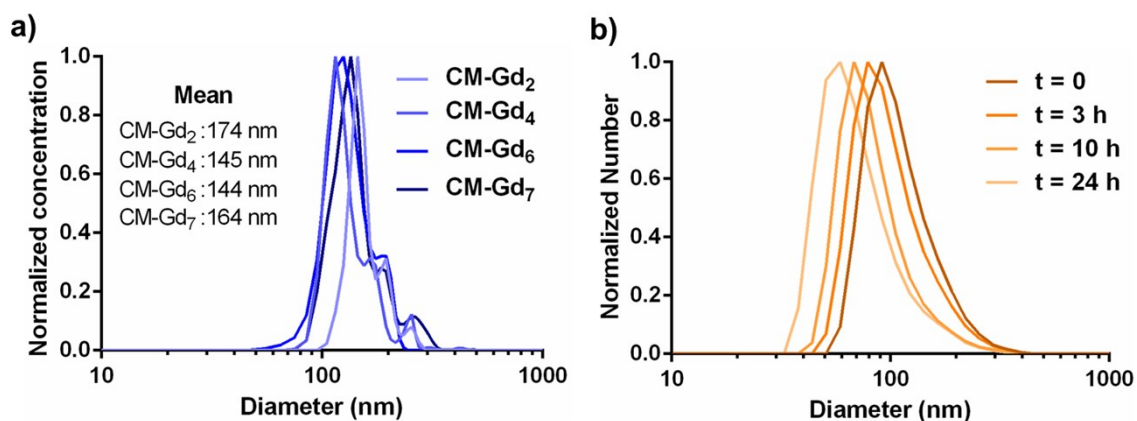 a)
Normalized concentration
1.0
0.8
0.6
0.4
0.2
0.0
10
100
1000
Diameter (nm)
Mean
CM-Gd₂ :174 nm
CM-Gd₄ :145 nm
CM-Gd₆ :144 nm
CM-Gd₇ :164 nm
CM-Gd₂
CM-Gd₄
CM-Gd₆
CM-Gd₇
b)
Normalized Number
1.0
0.8
0.6
0.4
0.2
0.0
10
100
1000
Diameter (nm)
t = 0
t = 3 h
t = 10 h
t = 24 h